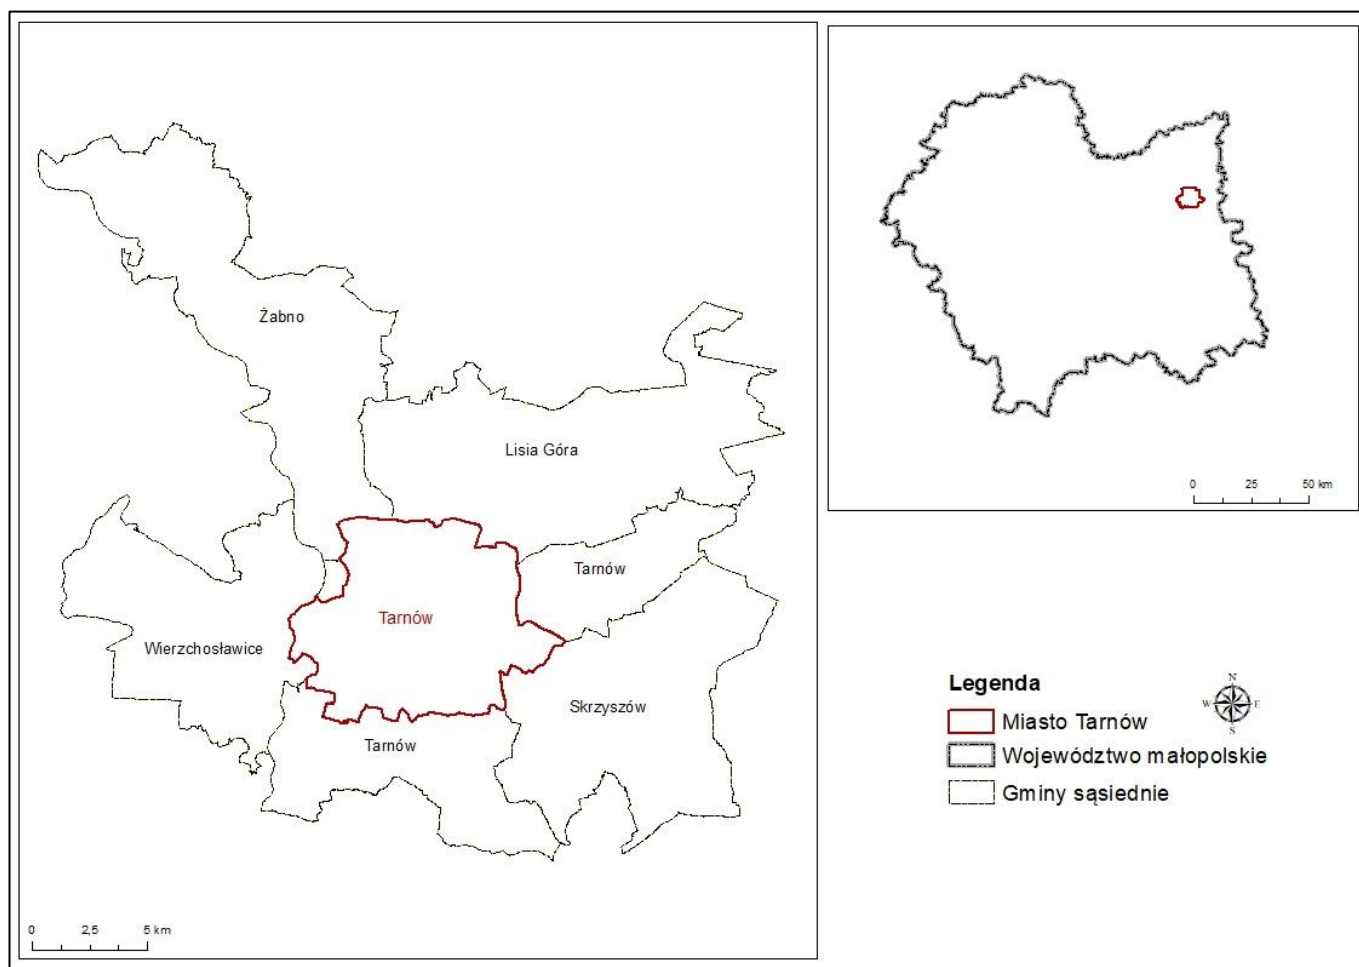 Żabno
Lisia Góra
Tarnów
Tarnów
Wierzchosławice
Skrzyszów
Tarnów
0 2,5 5 km
0 25 50 km
Legenda
N
W E
S
Miasto Tarnów
Województwo małopolskie
Gminy sąsiednie